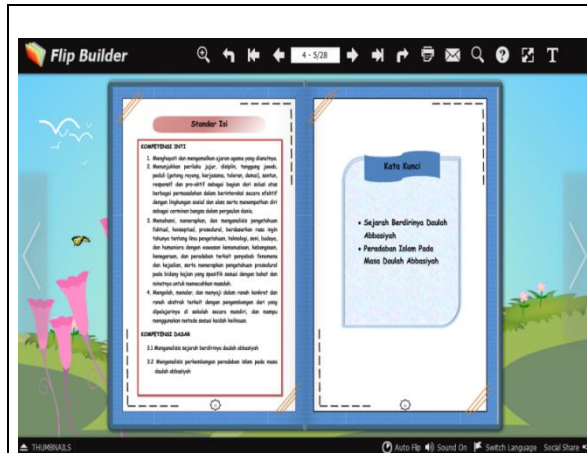 Flip Builder
4 - 5/28
T
Standar Isi
KOMPETENSI INTI
1. Menghayati dan mengamalkan ajaran agama yang dianutnya.
2. Menunjukkan perilaku jujur, disiplin, tanggung jawab,
peduli (gotong royong, kerjasama, toleran, damai), santun,
responsif dan pro-aktif sebagai bagian dari solusi atas
berbagai permasalahan dalam berinteraksi secara efektif
dengan lingkungan sosial dan alam serta menempatkan diri
sebagai cerminan bangsa dalam pergaulan dunia.
3. Memahami, menerapkan, dan menganalisis pengetahuan
faktual, konseptual, prosedural, berdasarkan rasa ingin
tahunya tentang ilmu pengetahuan, teknologi, seni, budaya,
dan humaniora dengan wawasan kemanusiaan, kebangsaan,
kenegaraan, dan peradaban terkait penyebab fenomena
dan kejadian, serta menerapkan pengetahuan prosedural
pada bidang kajian yang spesifik sesuai dengan bakat dan
minatnya untuk memecahkan masalah.
4. Mengolah, menalar, dan menyaji dalam ranah konkret dan
ranah abstrak terkait dengan pengembangan dari yang
dipelajarinya di sekolah secara mandiri, dan mampu
menggunakan metode sesuai kaidah keilmuan.
KOMPETENSI DASAR
3.1 Menganalisis sejarah berdirinya daulah abbasiyah
3.2 Menganalisis perkembangan peradaban islam pada masa
daulah abbasiyah
Kata Kunci
• Sejarah Berdirinya Daulah
Abbasiyah
• Peradaban Islam Pada
Masa Daulah Abbasiyah
THUMBNAILS
Auto Flip
Sound On
Switch Language
Social Share